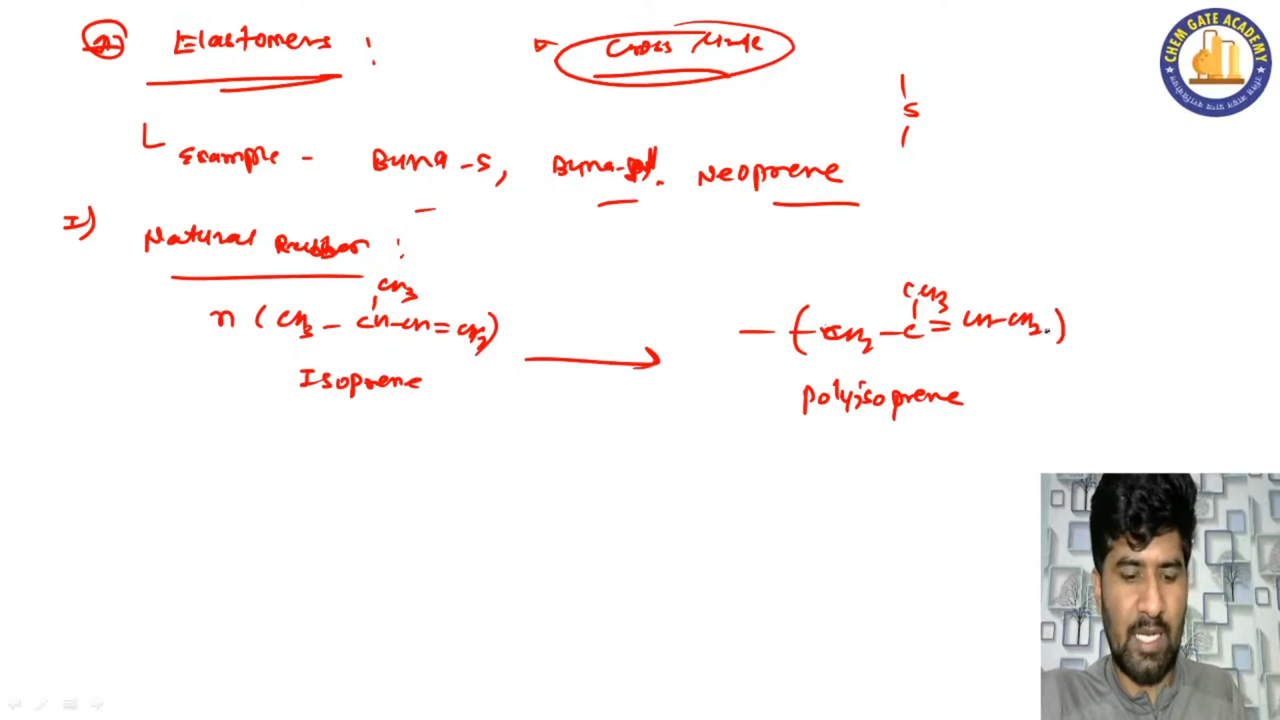 Elastomers : Cross link
S
Example - Buna-S, Buna-N. Neoprene
I) Natural Rubber :
CH3 CH3
n ( CH3 - CH-CH=CH2) ( CH2 - C = CH-CH2 )
Isoprene Polyisoprene
CHEM GATE ACADEMY